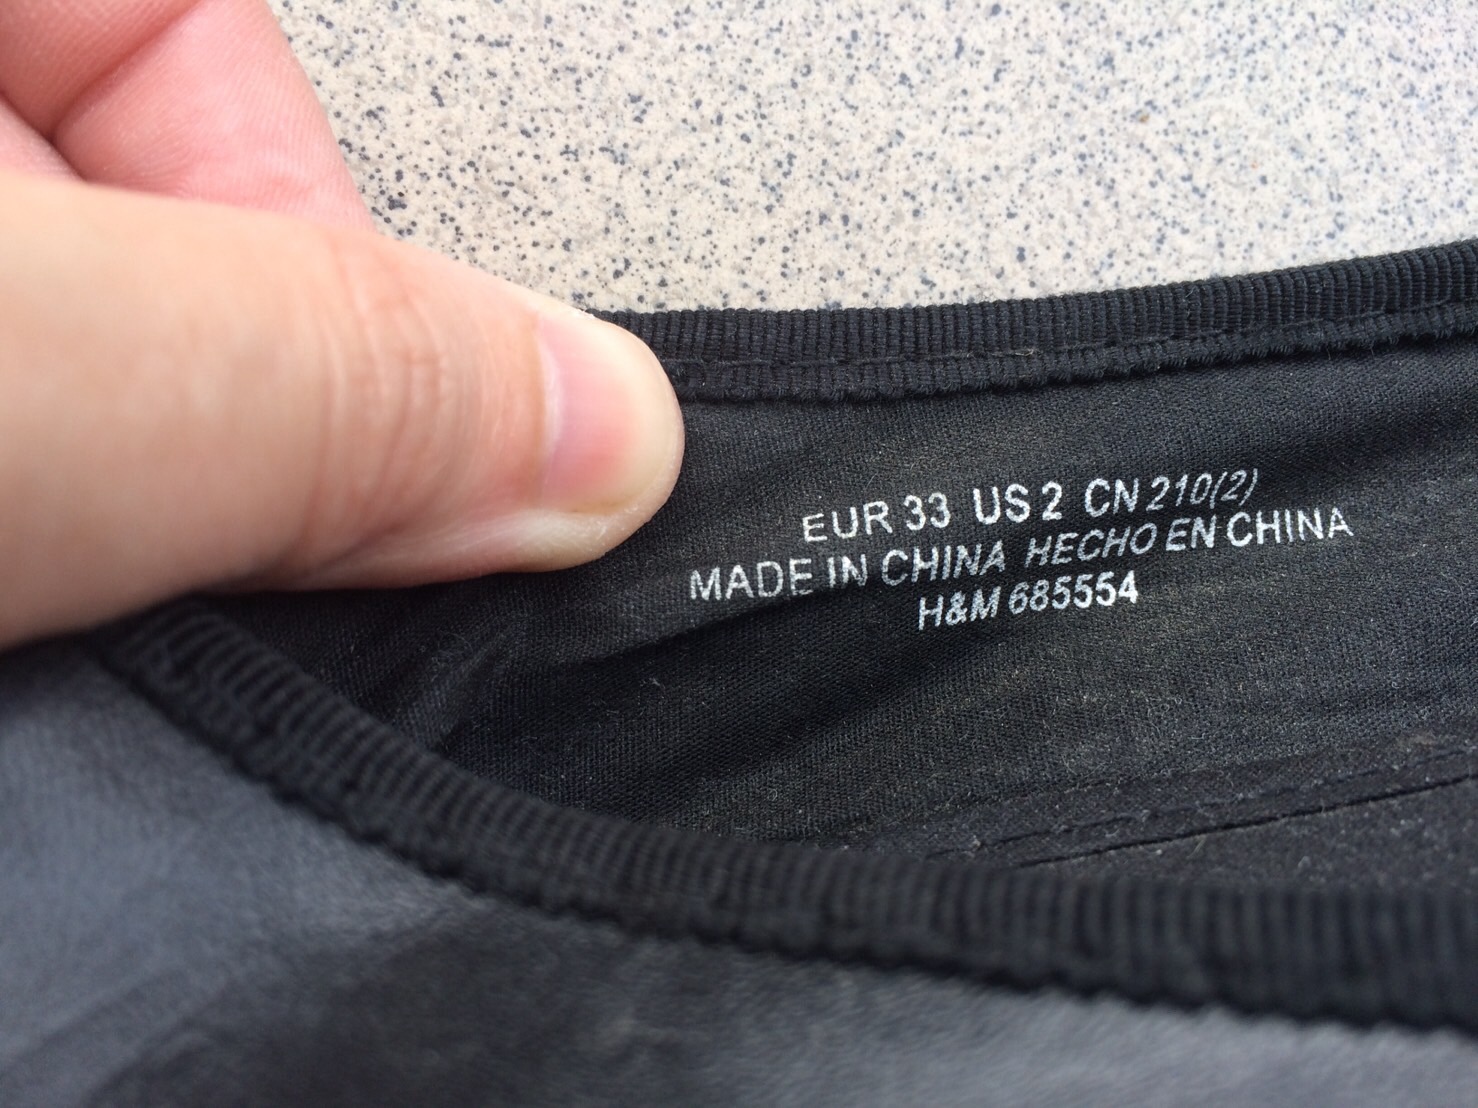 EUR 33 US 2 CN 210(2)
MADE IN CHINA HECHO EN CHINA
H&M 685554